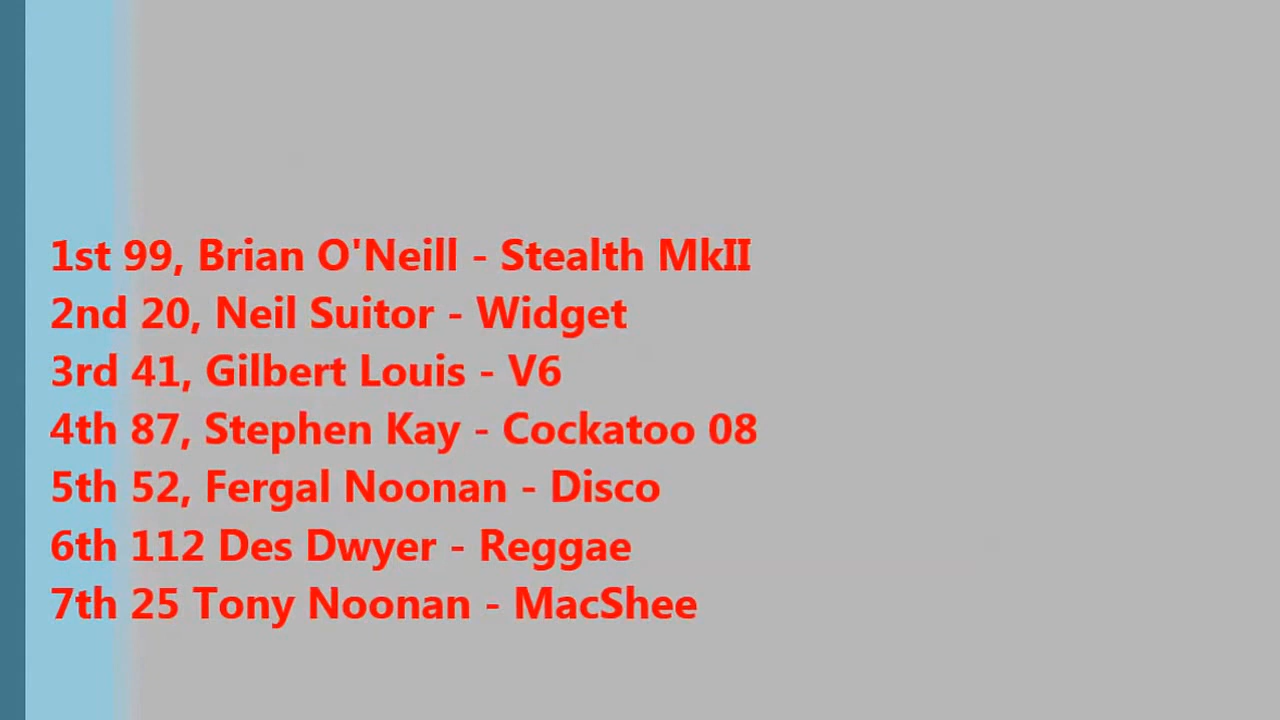 1st 99, Brian O'Neill - Stealth MkII
2nd 20, Neil Suitor - Widget
3rd 41, Gilbert Louis - V6
4th 87, Stephen Kay - Cockatoo 08
5th 52, Fergal Noonan - Disco
6th 112 Des Dwyer - Reggae
7th 25 Tony Noonan - MacShee